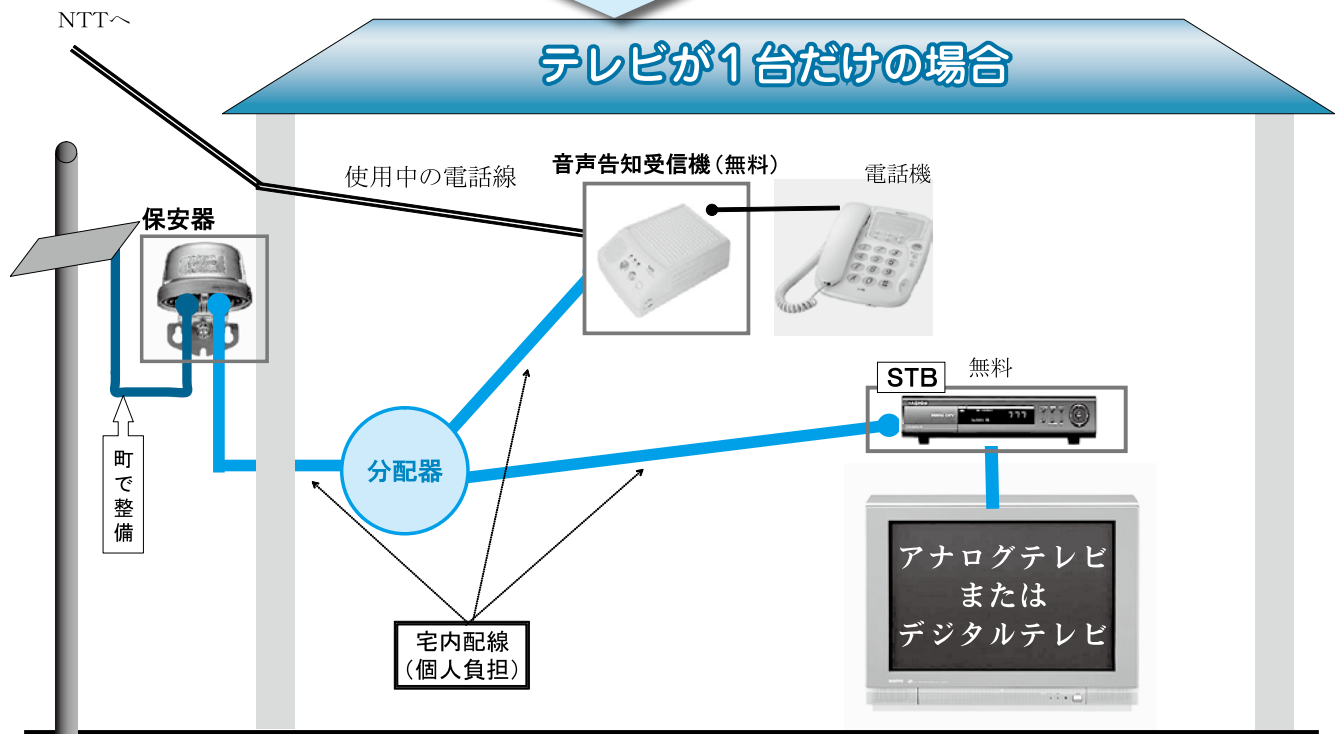 NTTへ
テレビが1台だけの場合
使用中の電話線
音声告知受信機(無料)
電話機
保安器
STB
無料
777
町で整備
分配器
アナログテレビ
または
デジタルテレビ
宅内配線
(個人負担)